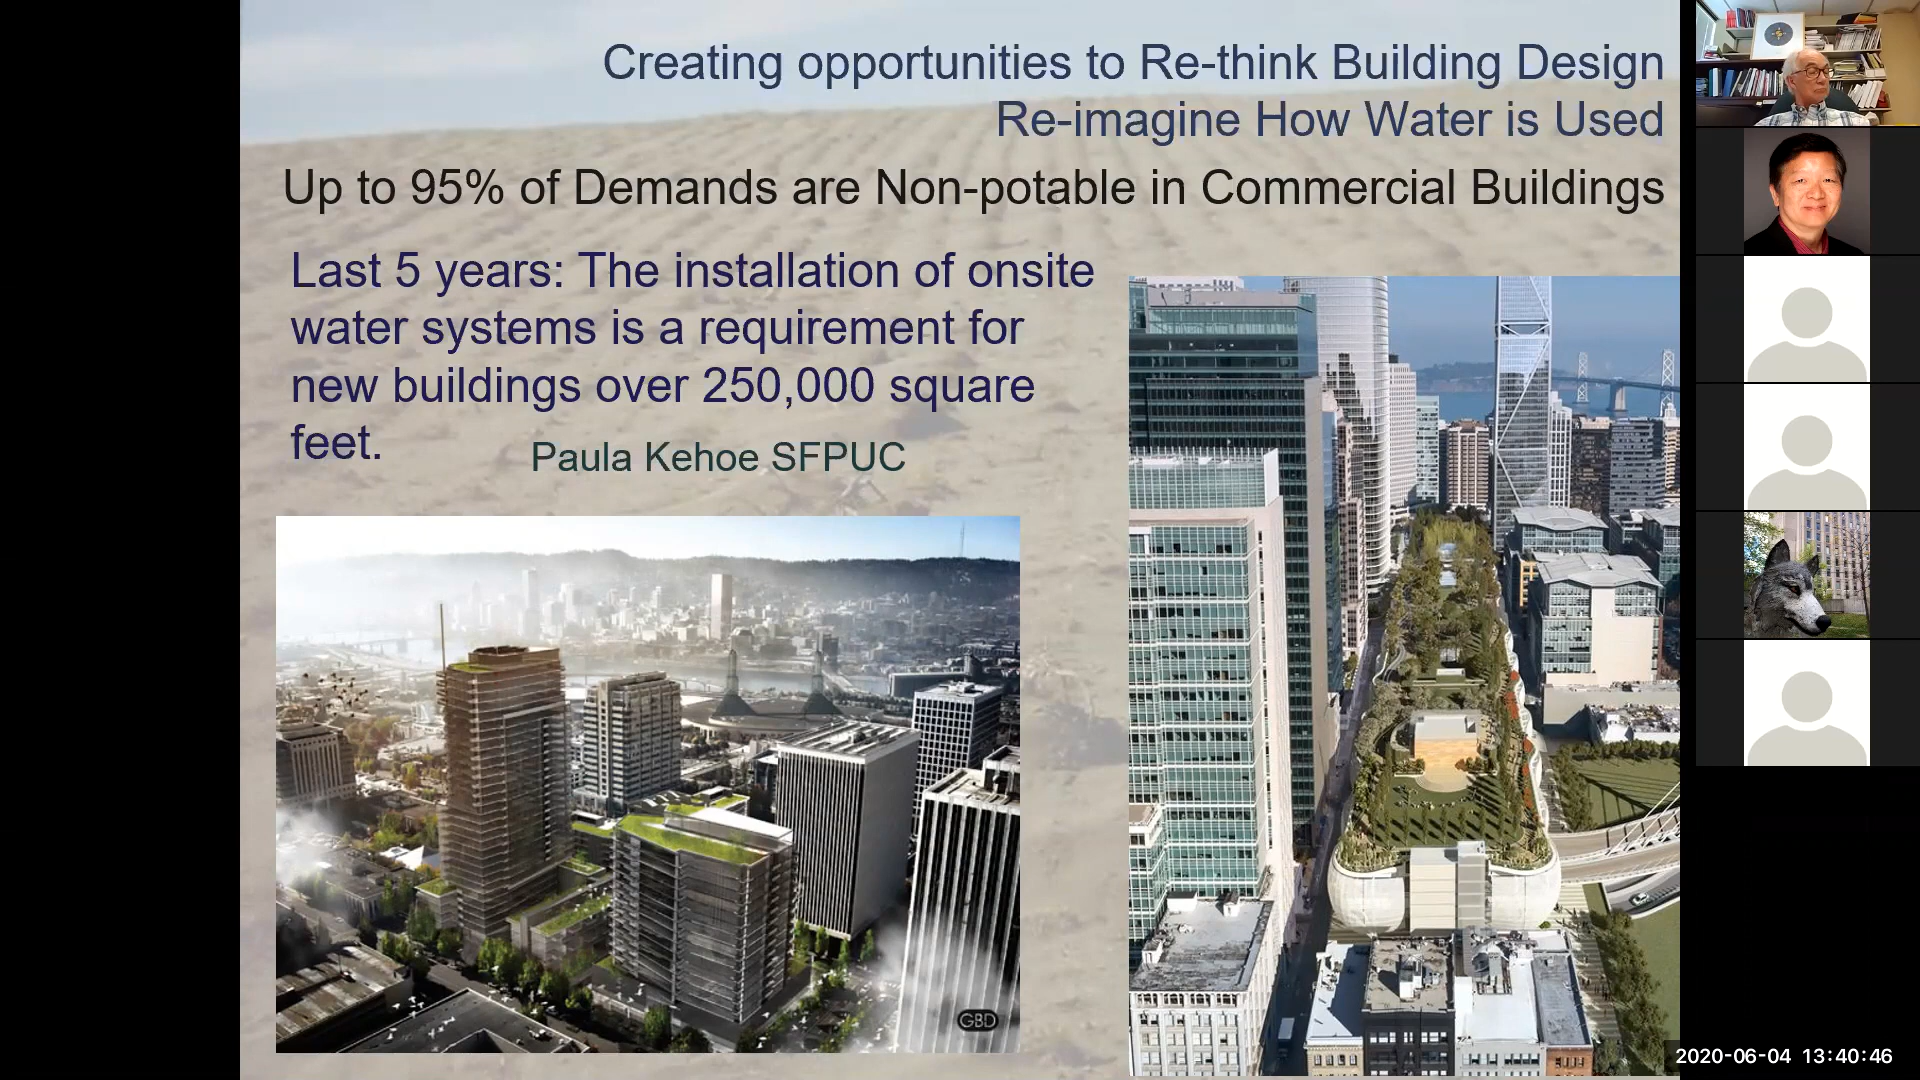 Creating opportunities to Re-think Building Design
Re-imagine How Water is Used
Up to 95% of Demands are Non-potable in Commercial Buildings
Last 5 years: The installation of onsite
water systems is a requirement for
new buildings over 250,000 square
feet.
Paula Kehoe SFPUC
GBD
2020-06-04 13:40:46